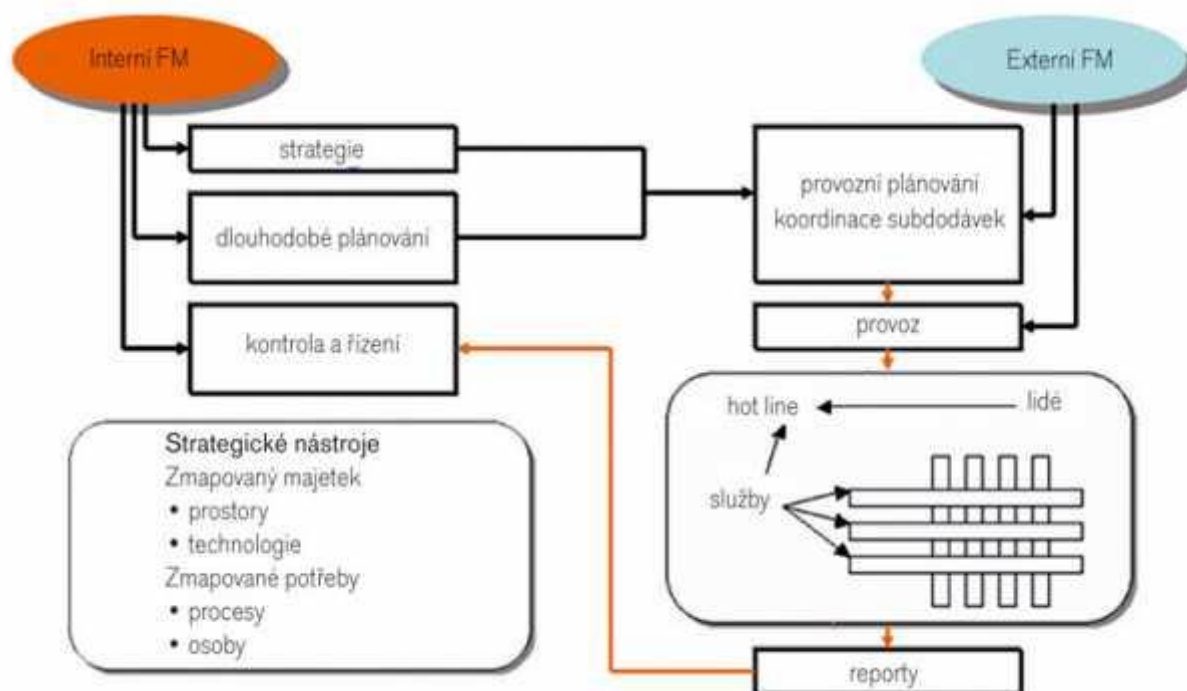 Interní FM
Externí FM
strategie
dlouhodobé plánování
kontrola a řízení
provozní plánování
koordinace subdodávek
provoz
hot line
lidé
služby
reporty
Strategické nástroje
Zmapovaný majetek
• prostory
• technologie
Zmapované potřeby
• procesy
• osoby